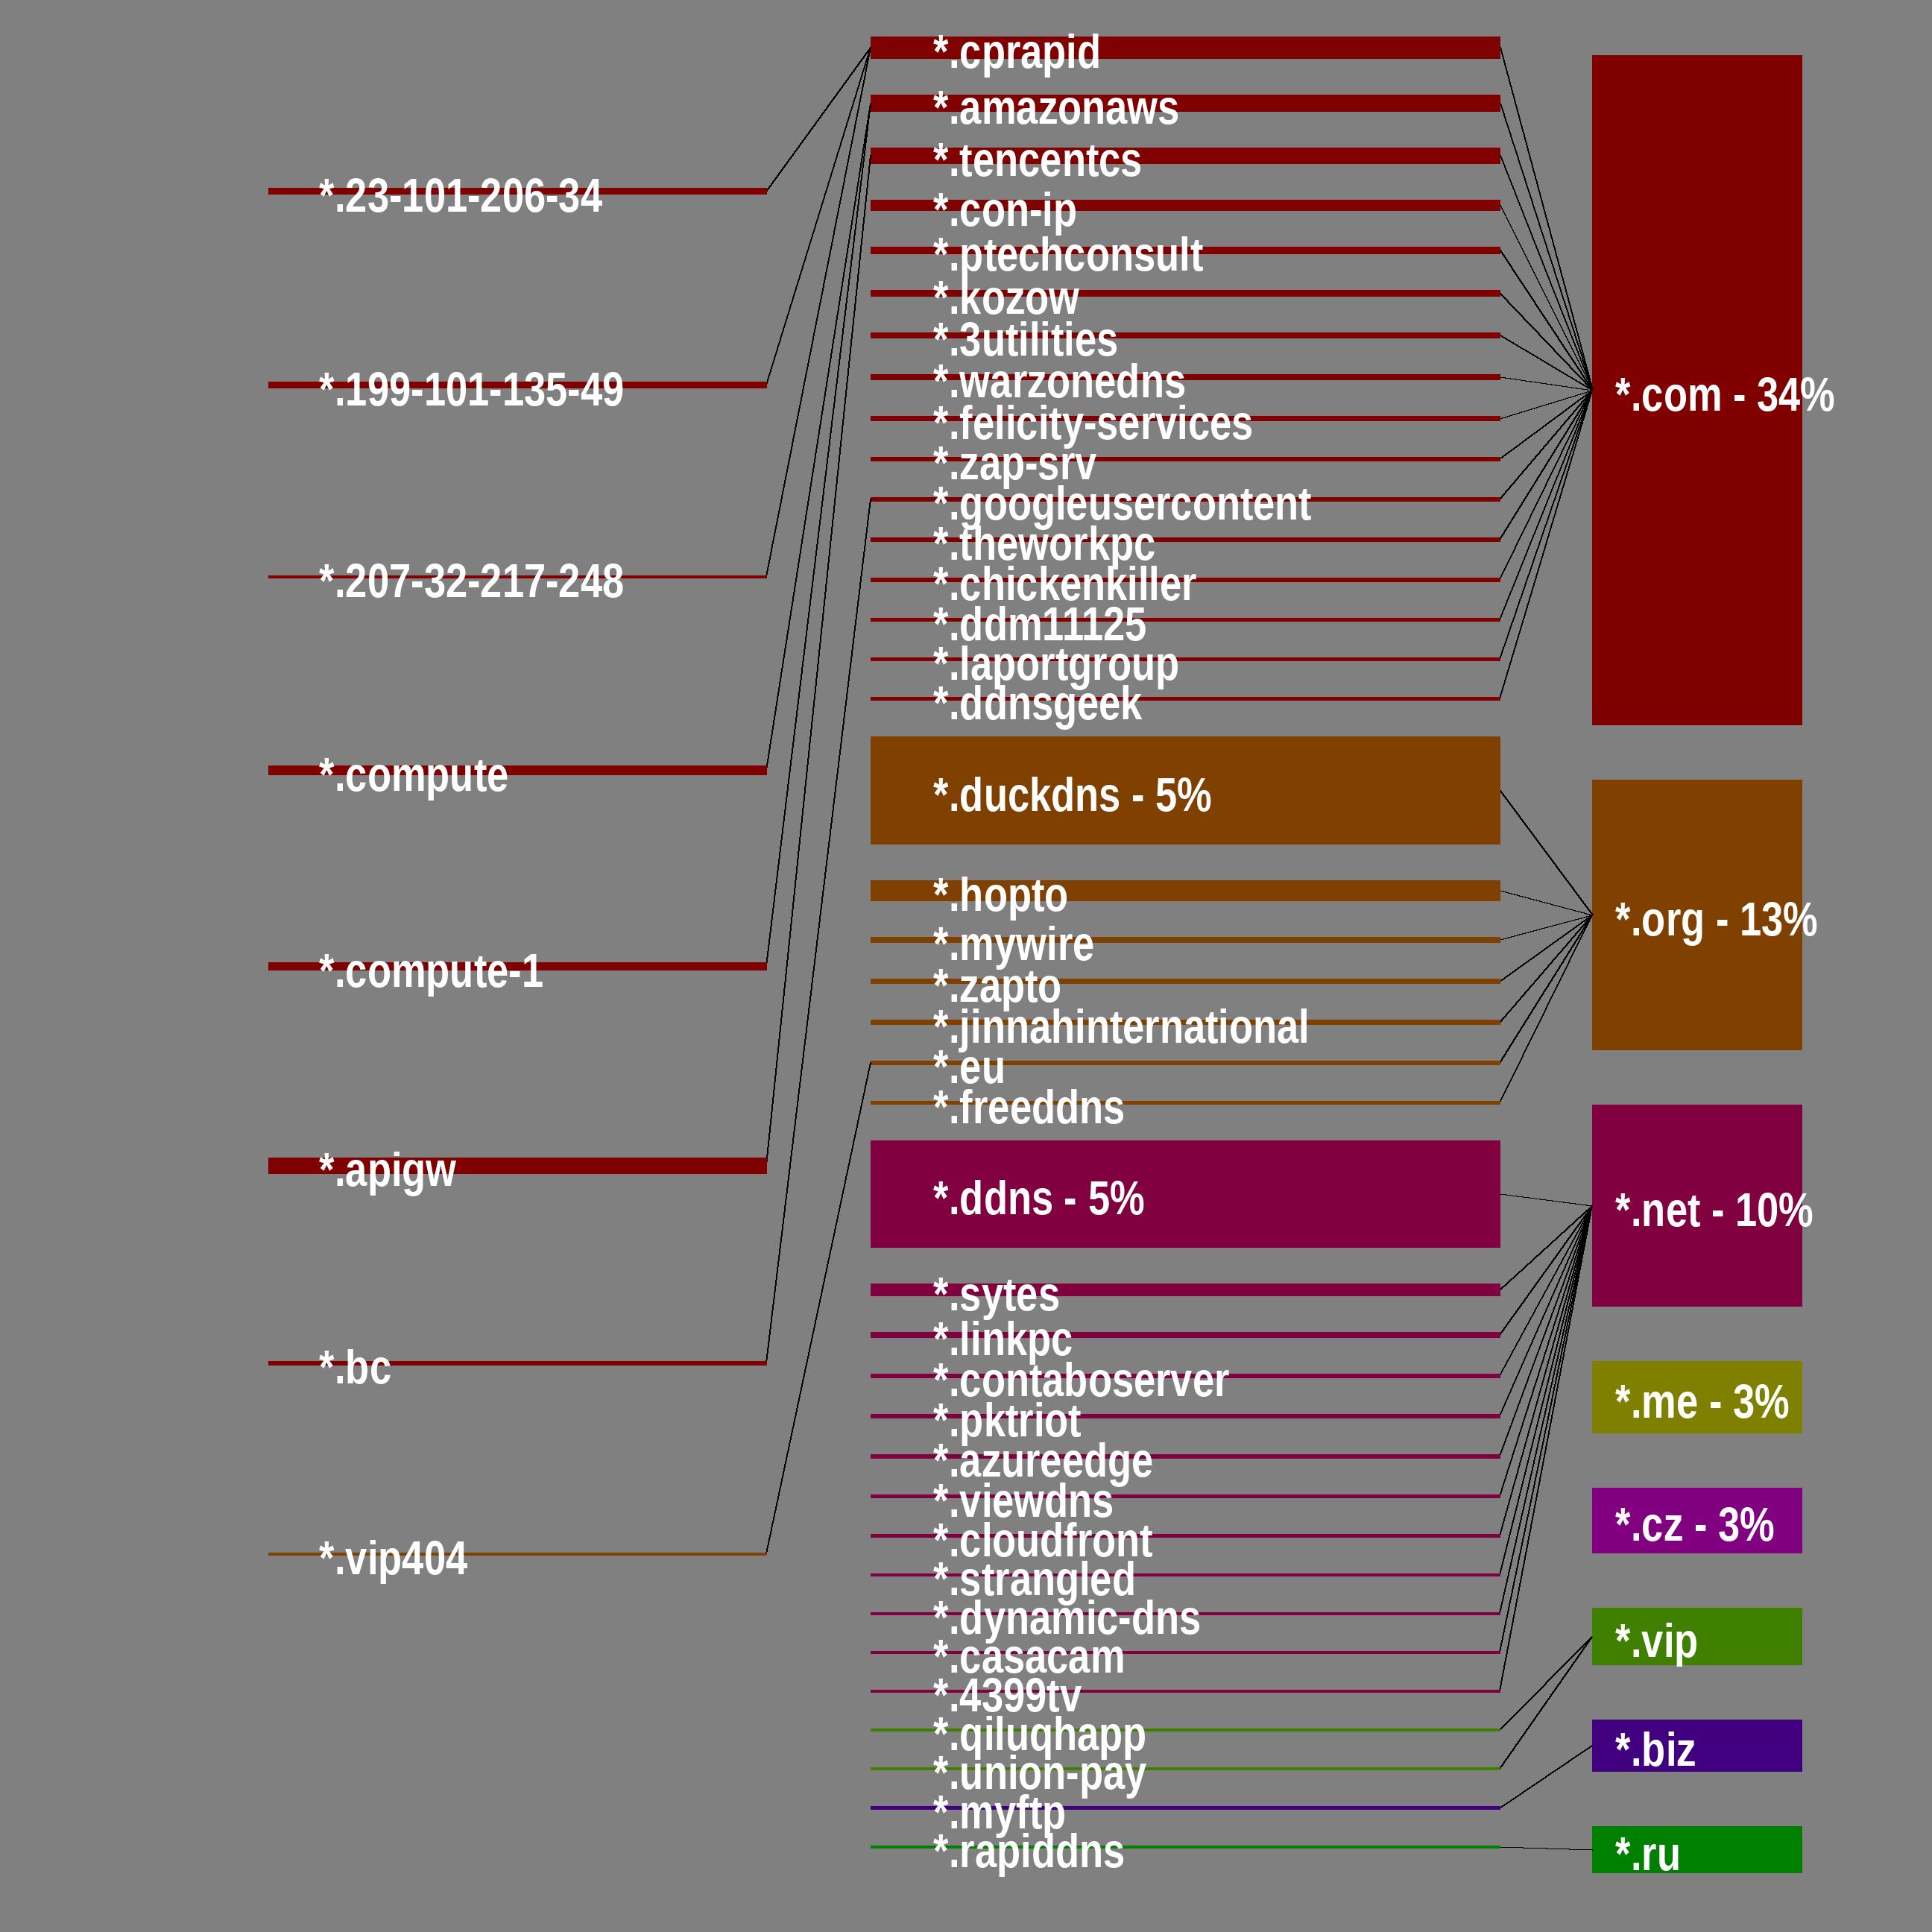 *.23-101-206-34
*.199-101-135-49
*.207-32-217-248
*.compute
*.compute-1
*.apigw
*.bc
*.vip404
*.cprapid
*.amazonaws
*.tencentcs
*.con-ip
*.ptechconsult
*.kozow
*.3utilities
*.warzonedns
*.felicity-services
*.zap-srv
*.googleusercontent
*.theworkpc
*.chickenkiller
*.ddm11125
*.laportgroup
*.ddnsgeek
*.duckdns - 5%
*.hopto
*.mywire
*.zapto
*.jinnahinternational
*.eu
*.freeddns
*.ddns - 5%
*.sytes
*.linkpc
*.contaboserver
*.pktriot
*.azureedge
*.viewdns
*.cloudfront
*.strangled
*.dynamic-dns
*.casacam
*.4399tv
*.qiluqhapp
*.union-pay
*.myftp
*.rapiddns
*.com - 34%
*.org - 13%
*.net - 10%
*.me - 3%
*.cz - 3%
*.vip
*.biz
*.ru